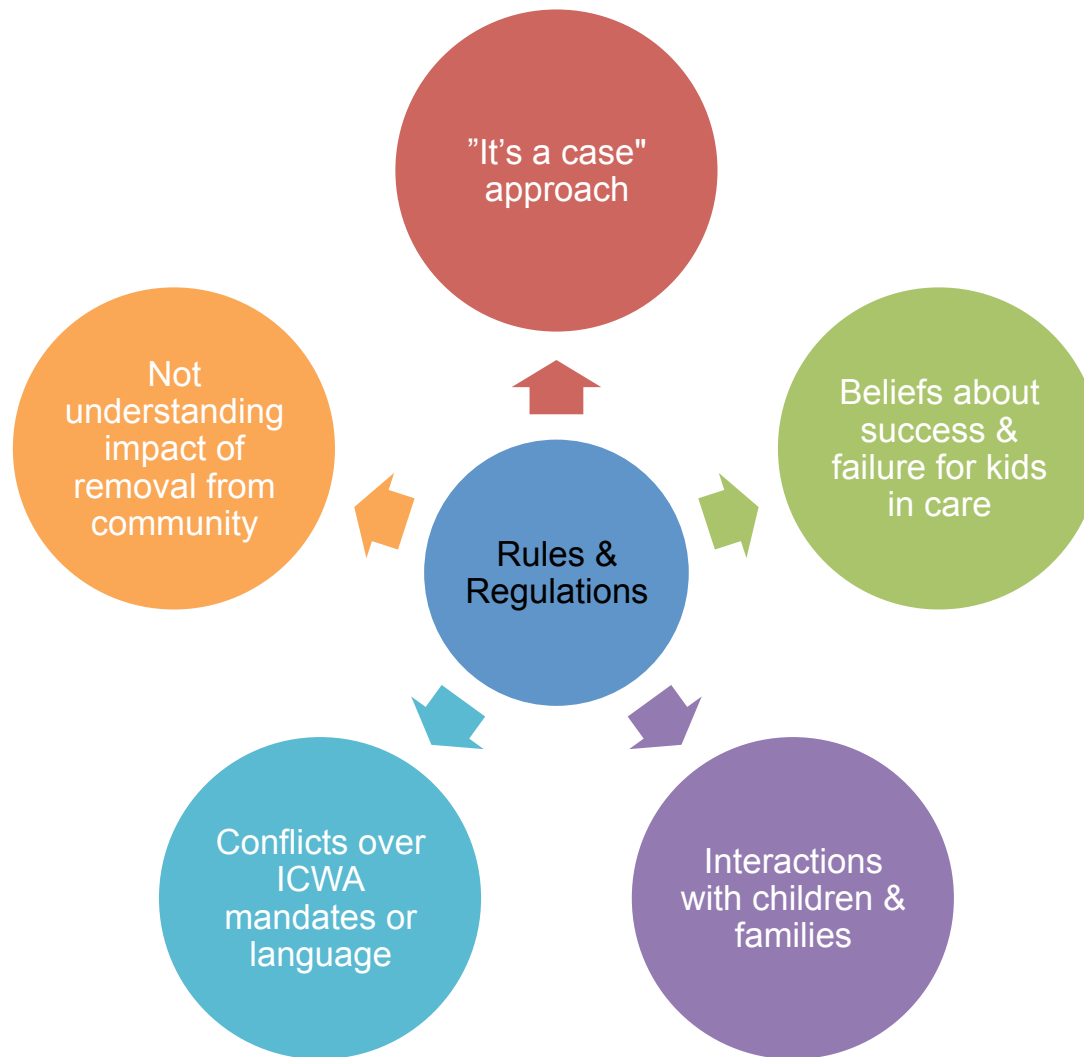 ”It’s a case"
approach
Beliefs about
success &
failure for kids
in care
Interactions
with children &
families
Conflicts over
ICWA
mandates or
language
Not
understanding
impact of
removal from
community
Rules &
Regulations